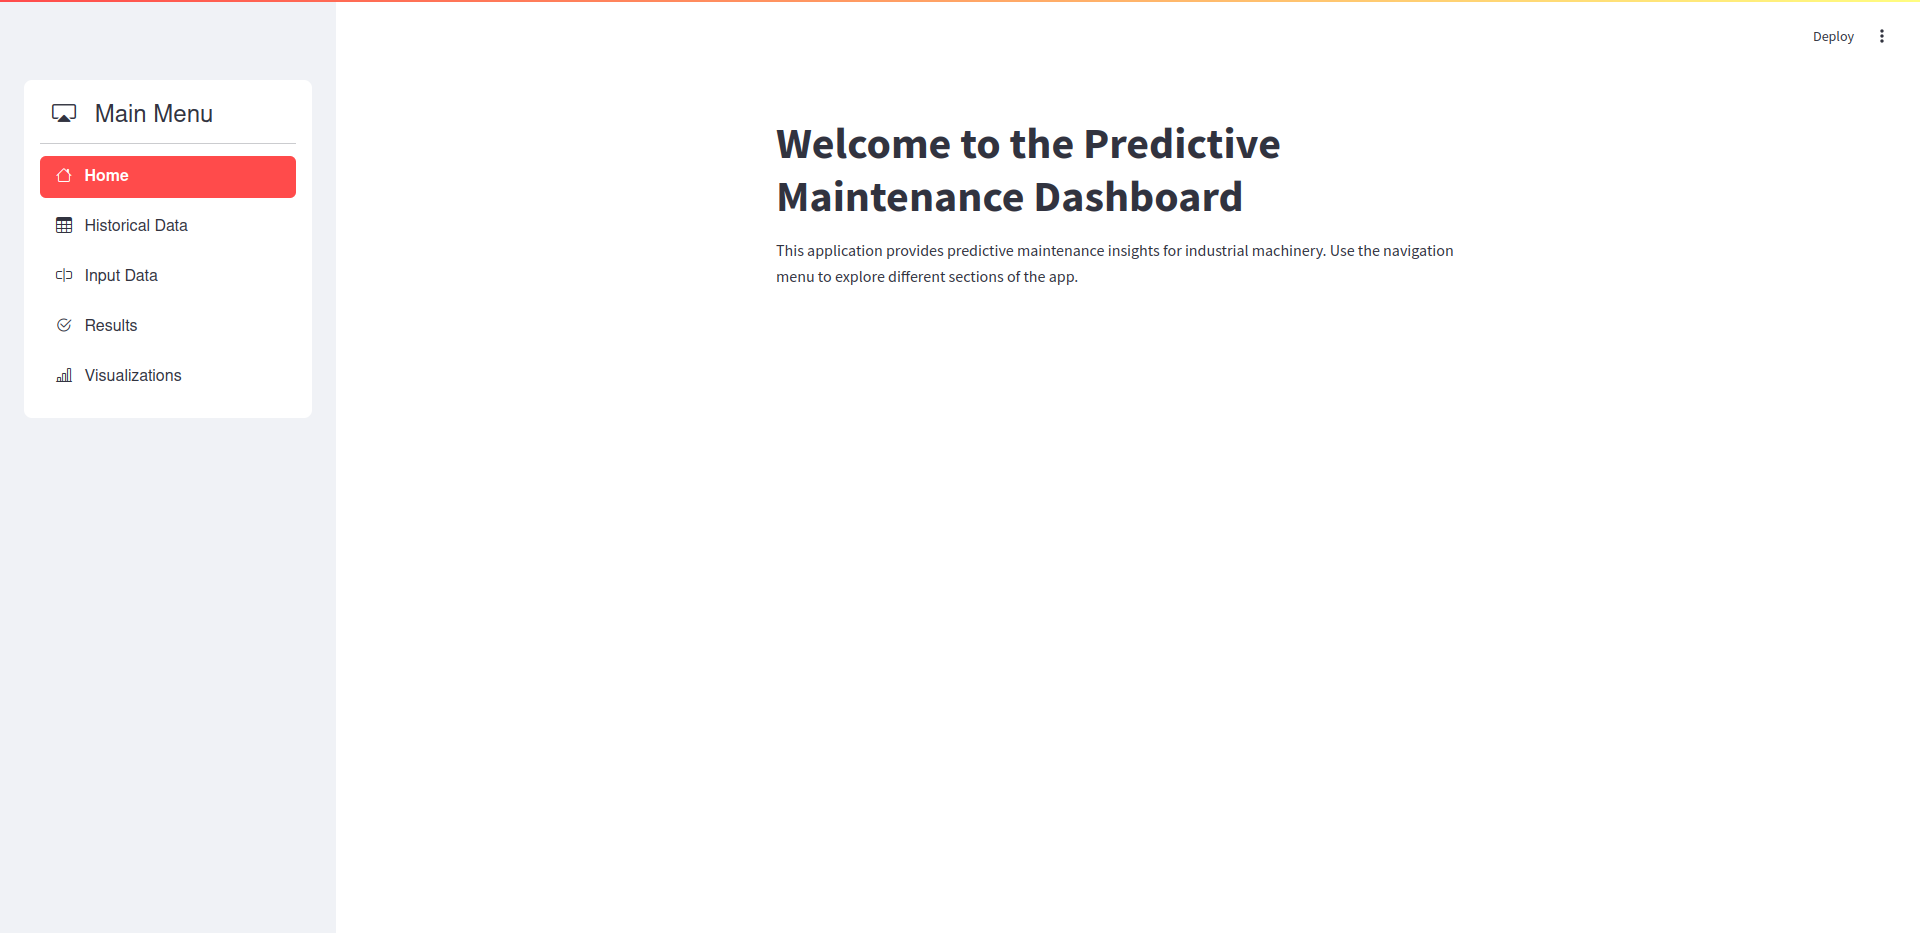 Deploy
Main Menu
Home
Historical Data
Input Data
Results
Visualizations
Welcome to the Predictive
Maintenance Dashboard
This application provides predictive maintenance insights for industrial machinery. Use the navigation
menu to explore different sections of the app.